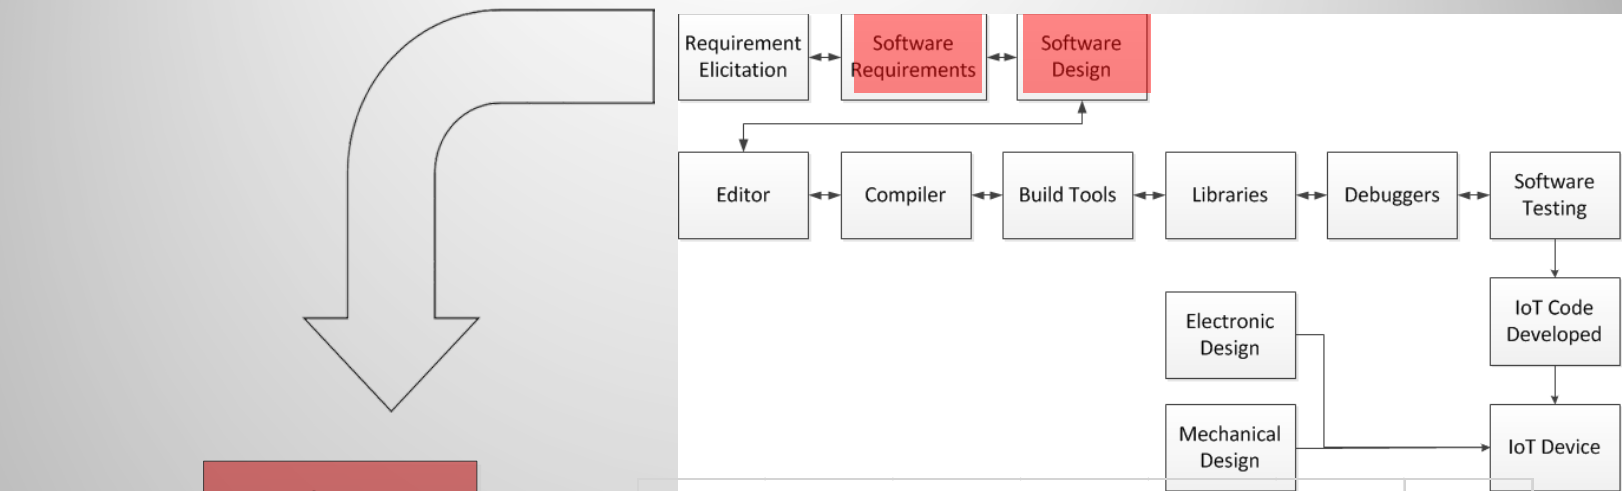 Requirement
Elicitation
Software
Requirements
Software
Design
Editor
Compiler
Build Tools
Libraries
Debuggers
Software
Testing
Electronic
Design
IoT Code
Developed
Mechanical
Design
IoT Device